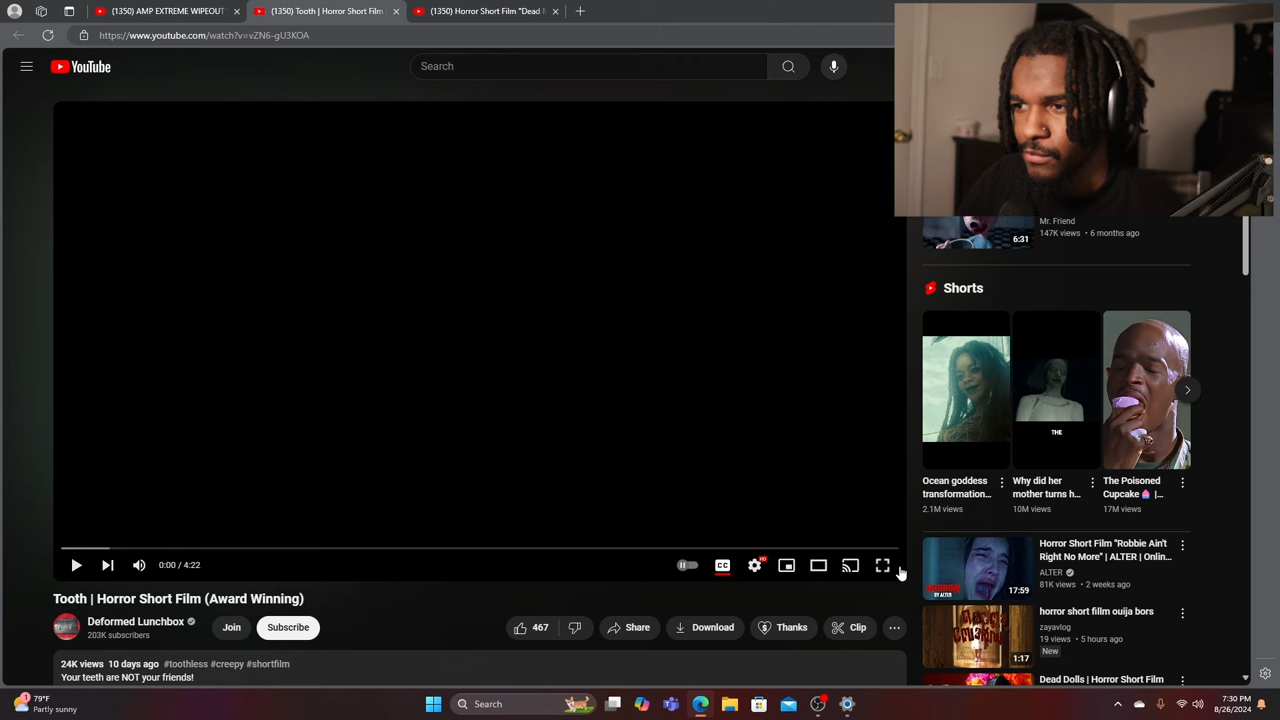 (1350) AMP EXTREME WIPEOUT
(1350) Tooth | Horror Short Film
(1350) Horror Short Film "Dead
https://www.youtube.com/watch?v=vZN6-gU3KOA
YouTube
Search
Mr. Friend
147K views • 6 months ago
6:31
Shorts
THE
Ocean goddess
transformation...
2.1M views
Why did her
mother turns h...
10M views
The Poisoned
Cupcake 🧁 |...
17M views
0:00 / 4:22
HD
Tooth | Horror Short Film (Award Winning)
Deformed Lunchbox
203K subscribers
Join
Subscribe
467
Share
Download
Thanks
Clip
24K views 10 days ago #toothless #creepy #shortfilm
Your teeth are NOT your friends!
Horror Short Film "Robbie Ain't
Right No More" | ALTER | Onlin...
ALTER
81K views • 2 weeks ago
BY ALTER
17:59
horror short fillm ouija bors
zayavlog
19 views • 5 hours ago
New
1:17
Dead Dolls | Horror Short Film
79°F
Partly sunny
Search
7:30 PM
8/26/2024